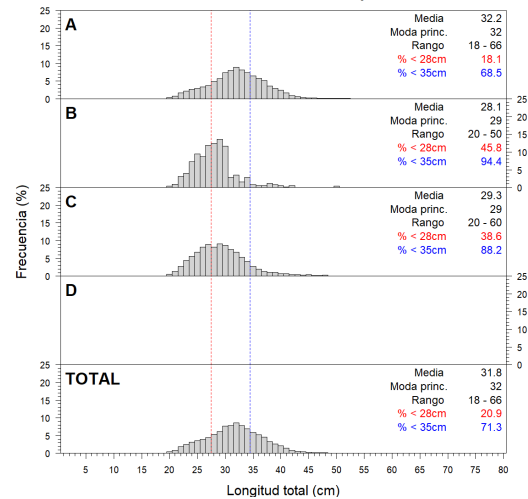 25
20
15
10
5
0
A
Media 32.2
Moda princ. 32
Rango 18 - 66
% < 28cm 18.1
% < 35cm 68.5
B
Media 28.1
Moda princ. 29
Rango 20 - 50
% < 28cm 45.8
% < 35cm 94.4
25
20
15
10
5
0
25
20
15
10
5
0
C
Media 29.3
Moda princ. 29
Rango 20 - 60
% < 28cm 38.6
% < 35cm 88.2
D
25
20
15
10
5
0
25
20
15
10
5
0
TOTAL
Media 31.8
Moda princ. 32
Rango 18 - 66
% < 28cm 20.9
% < 35cm 71.3
Frecuencia (%)
5 10 15 20 25 30 35 40 45 50 55 60 65 70 75 80
Longitud total (cm)